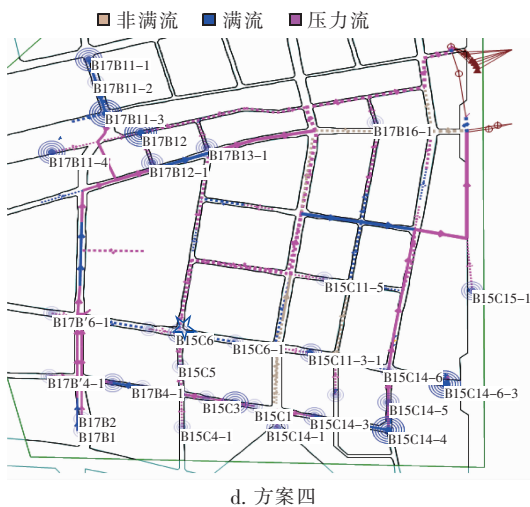 非满流 满流 压力流
B17B11-1
B17B11-2
B17B11-3
B17B12
B17B16-1
B17B11-4
B17B13-1
B17B12-1
B15C11-5
B15C15-1
B17B'6-1
B15C6
B15C6-1
B15C11-3-1
B15C5
B15C14-6
B17B'4-1
B17B4-1
B15C14-6-3
B15C3
B15C1
B15C14-5
B17B2
B15C14-3
B17B1
B15C4-1
B15C14-1
B15C14-4
d. 方案四